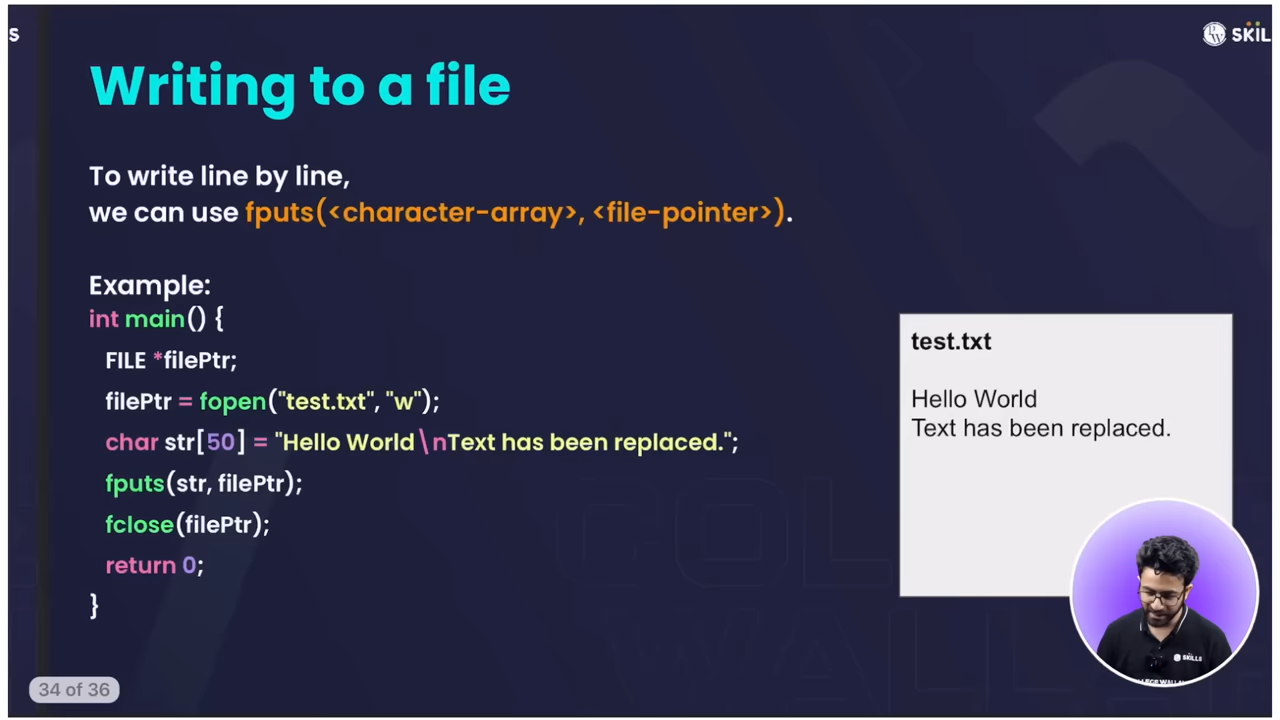 S
SKIL
Writing to a file
To write line by line,
we can use fputs(<character-array>, <file-pointer>).
Example:
int main() {
FILE *filePtr;
filePtr = fopen("test.txt", "w");
char str[50] = "Hello World\nText has been replaced.";
fputs(str, filePtr);
fclose(filePtr);
return 0;
}
test.txt
Hello World
Text has been replaced.
SKILLS
34 of 36